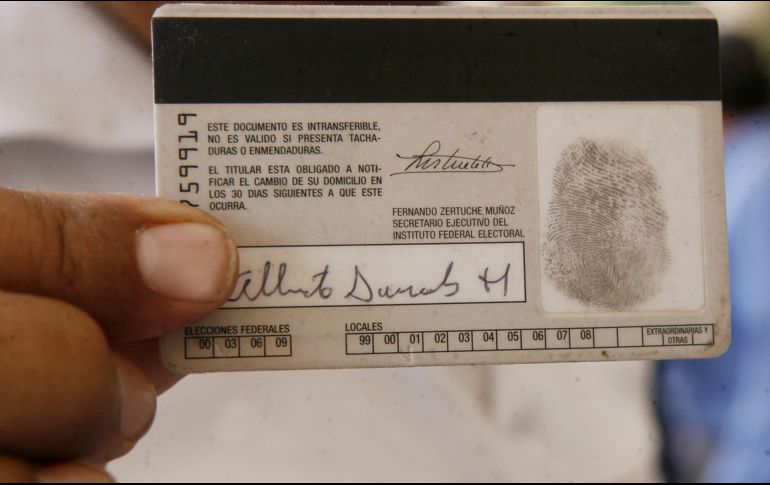 759919
ESTE DOCUMENTO ES INTRANSFERIBLE,
NO ES VALIDO SI PRESENTA TACHA-
DURAS O ENMENDADURAS.
EL TITULAR ESTA OBLIGADO A NOTI-
FICAR EL CAMBIO DE SU DOMICILIO EN
LOS 30 DIAS SIGUIENTES A QUE ESTE
OCURRA.
FERNANDO ZERTUCHE MUÑOZ
SECRETARIO EJECUTIVO DEL
INSTITUTO FEDERAL ELECTORAL
Alberto
ELECCIONES FEDERALES
00 03 06 09
LOCALES
99 00 01 02 03 04 05 06 07 08
EXTRAORDINARIAS Y
OTRAS